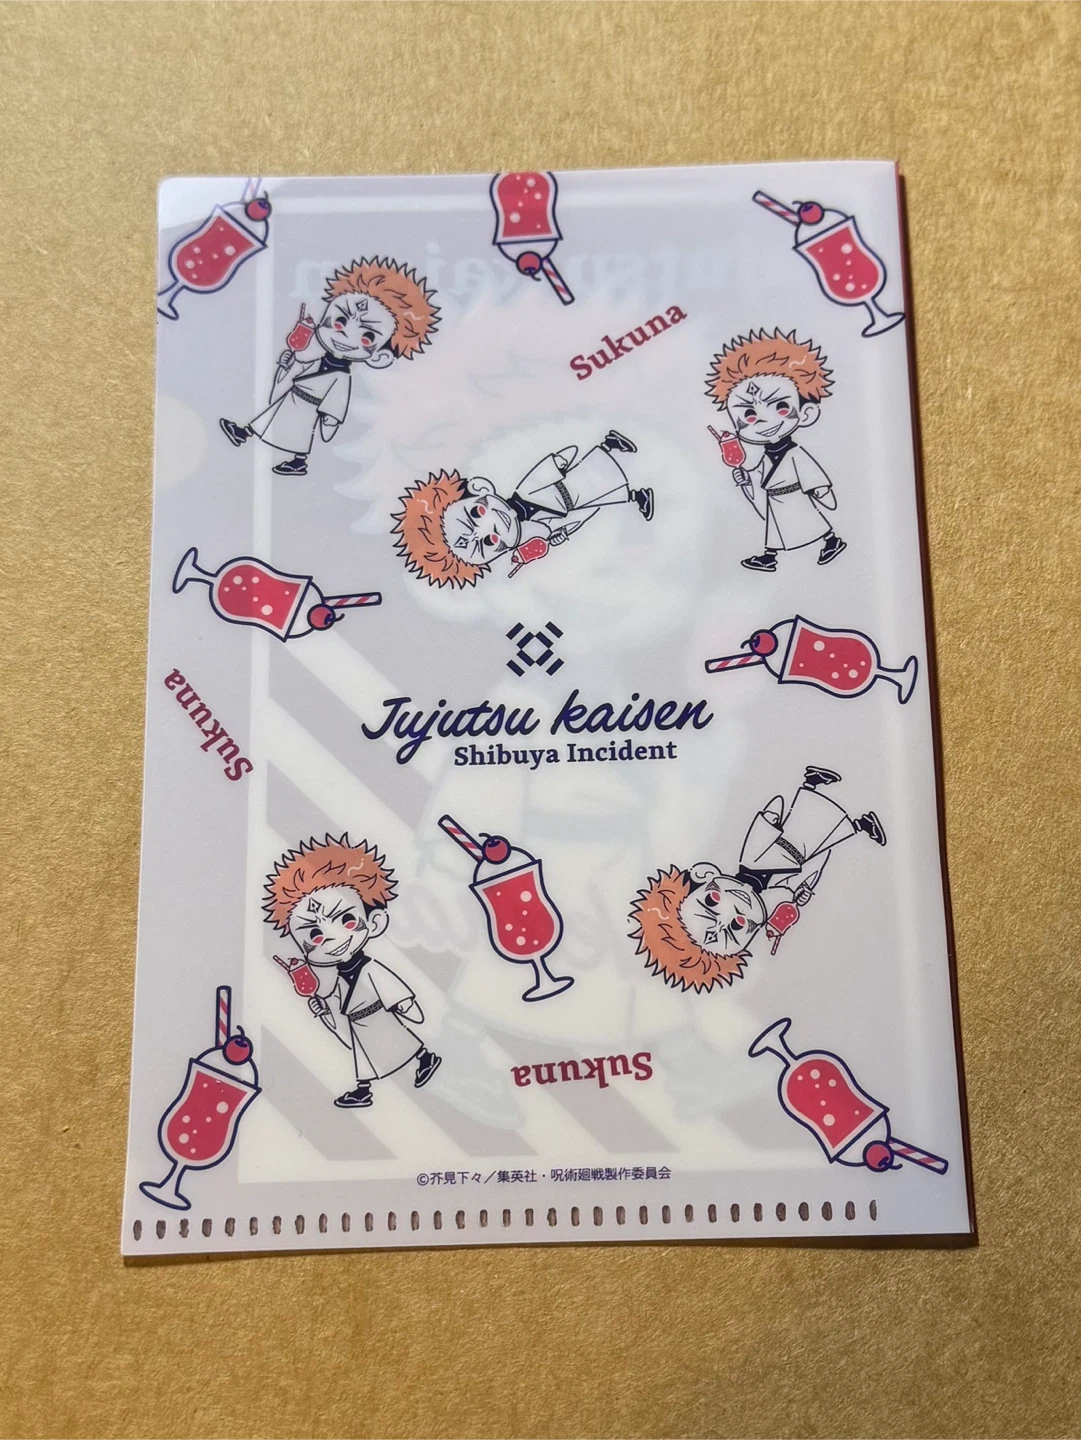 Sukuna
Jujutsu kaisen
Shibuya Incident
Sukuna
Sukuna
©芥見下々／集英社・呪術廻戦製作委員会